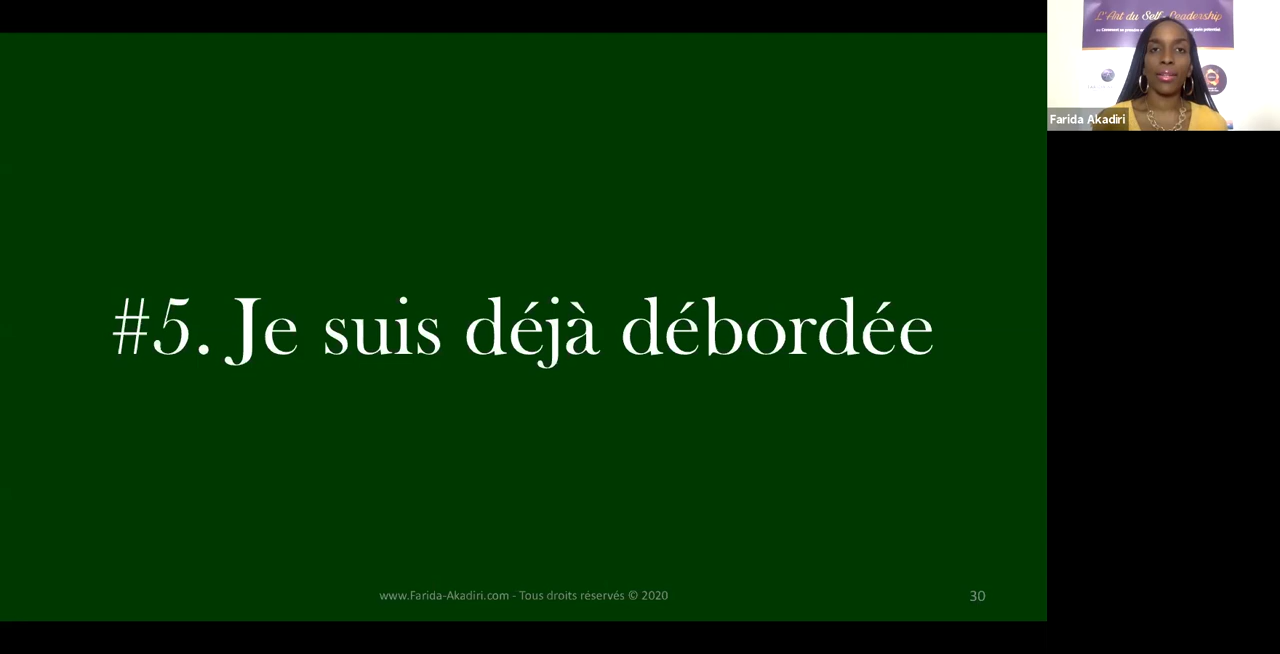 L'Art du Self-Leadership
Farida Akadiri
#5. Je suis déjà débordée
www.Farida-Akadiri.com - Tous droits réservés © 2020
30